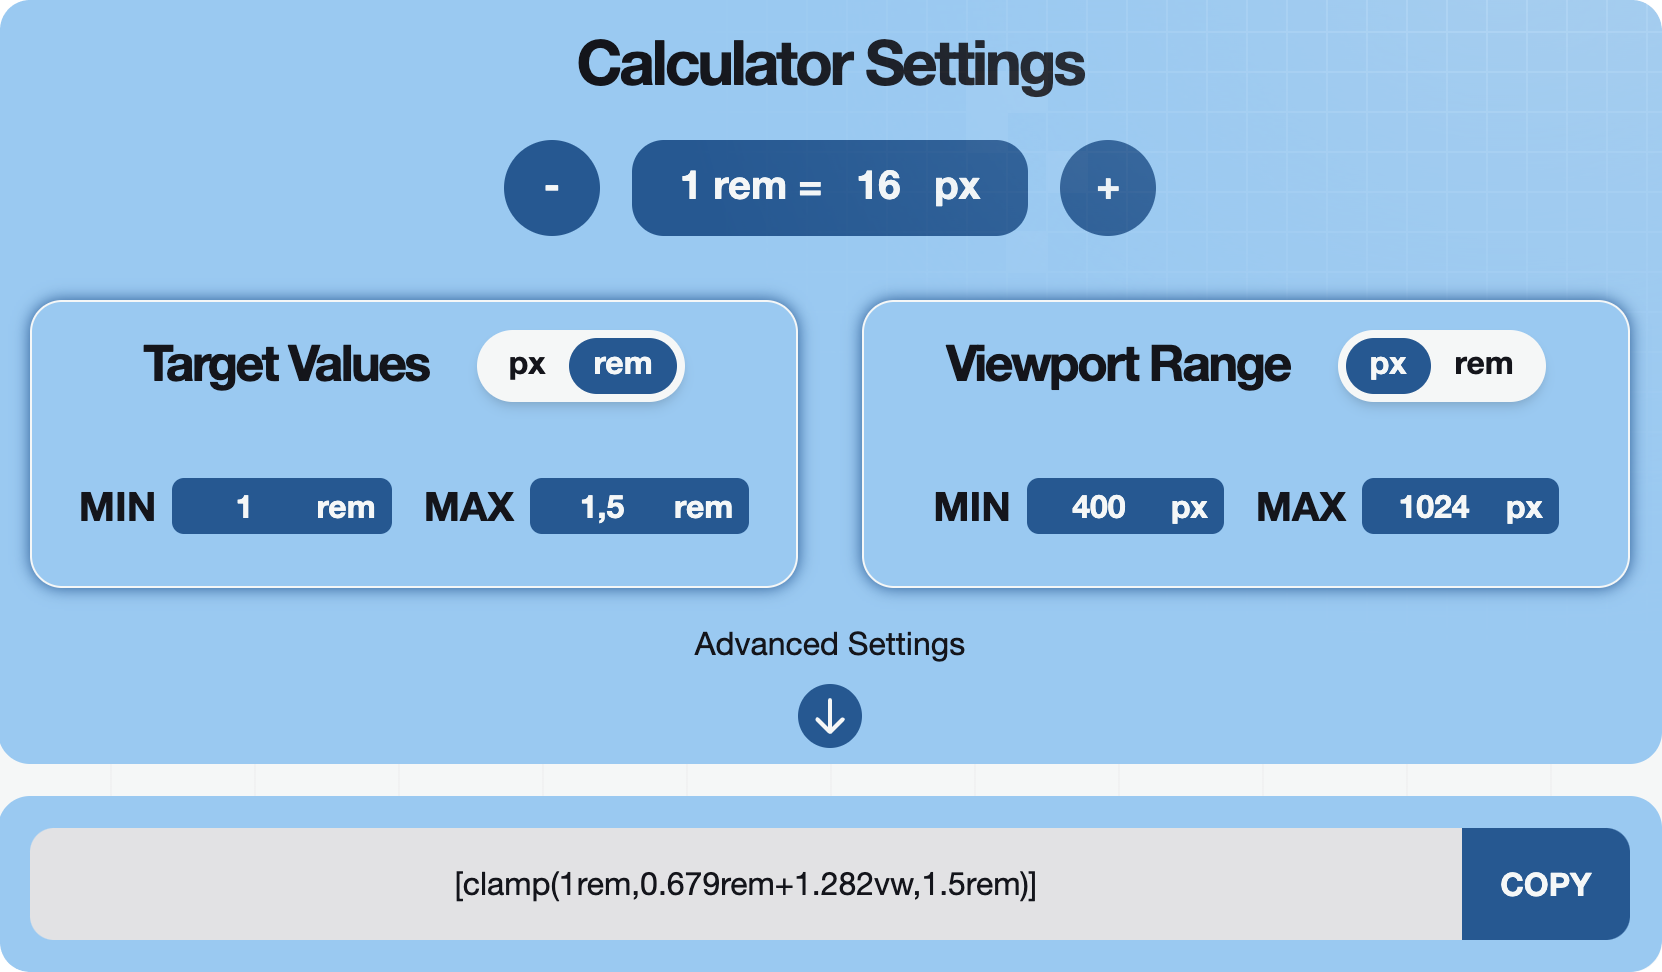 Calculator Settings
- 1 rem = 16 px +
Target Values px rem
MIN 1 rem MAX 1,5 rem
Viewport Range px rem
MIN 400 px MAX 1024 px
Advanced Settings
[clamp(1rem,0.679rem+1.282vw,1.5rem)]
COPY